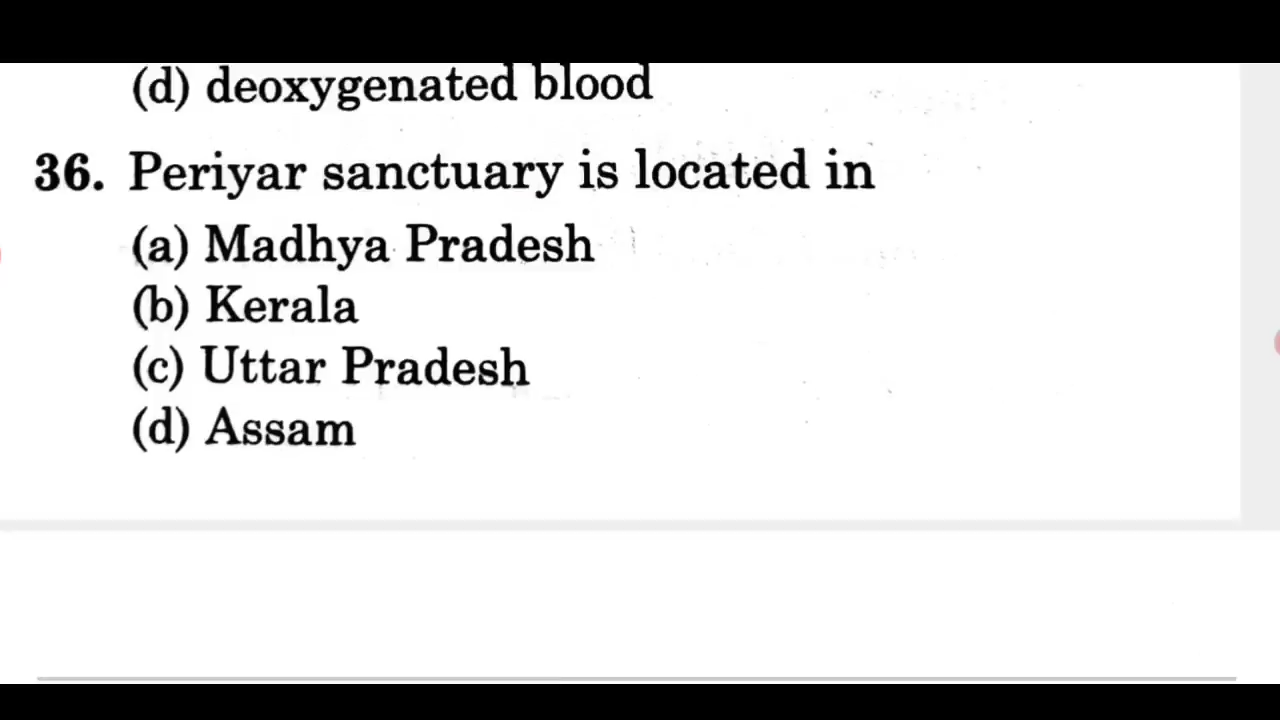 (d) deoxygenated blood
36. Periyar sanctuary is located in
(a) Madhya Pradesh
(b) Kerala
(c) Uttar Pradesh
(d) Assam